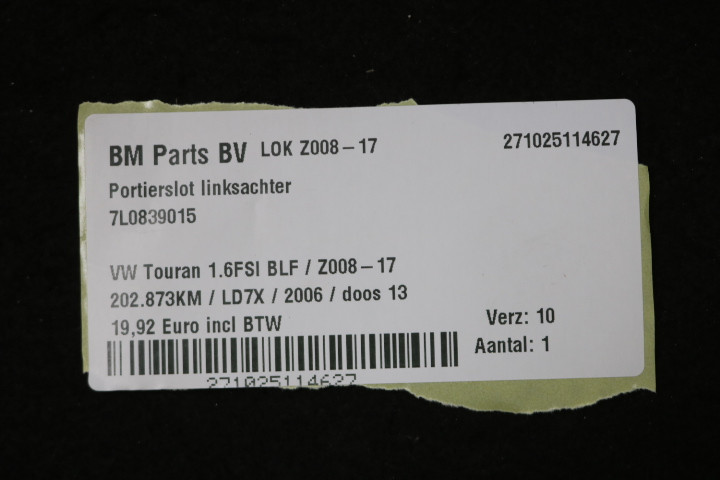 BM Parts BV LOK Z008-17 271025114627
Portierslot linksachter
7L0839015
VW Touran 1.6FSI BLF / Z008-17
202.873KM / LD7X / 2006 / doos 13
19,92 Euro incl BTW
Verz: 10
Aantal: 1
271025114627